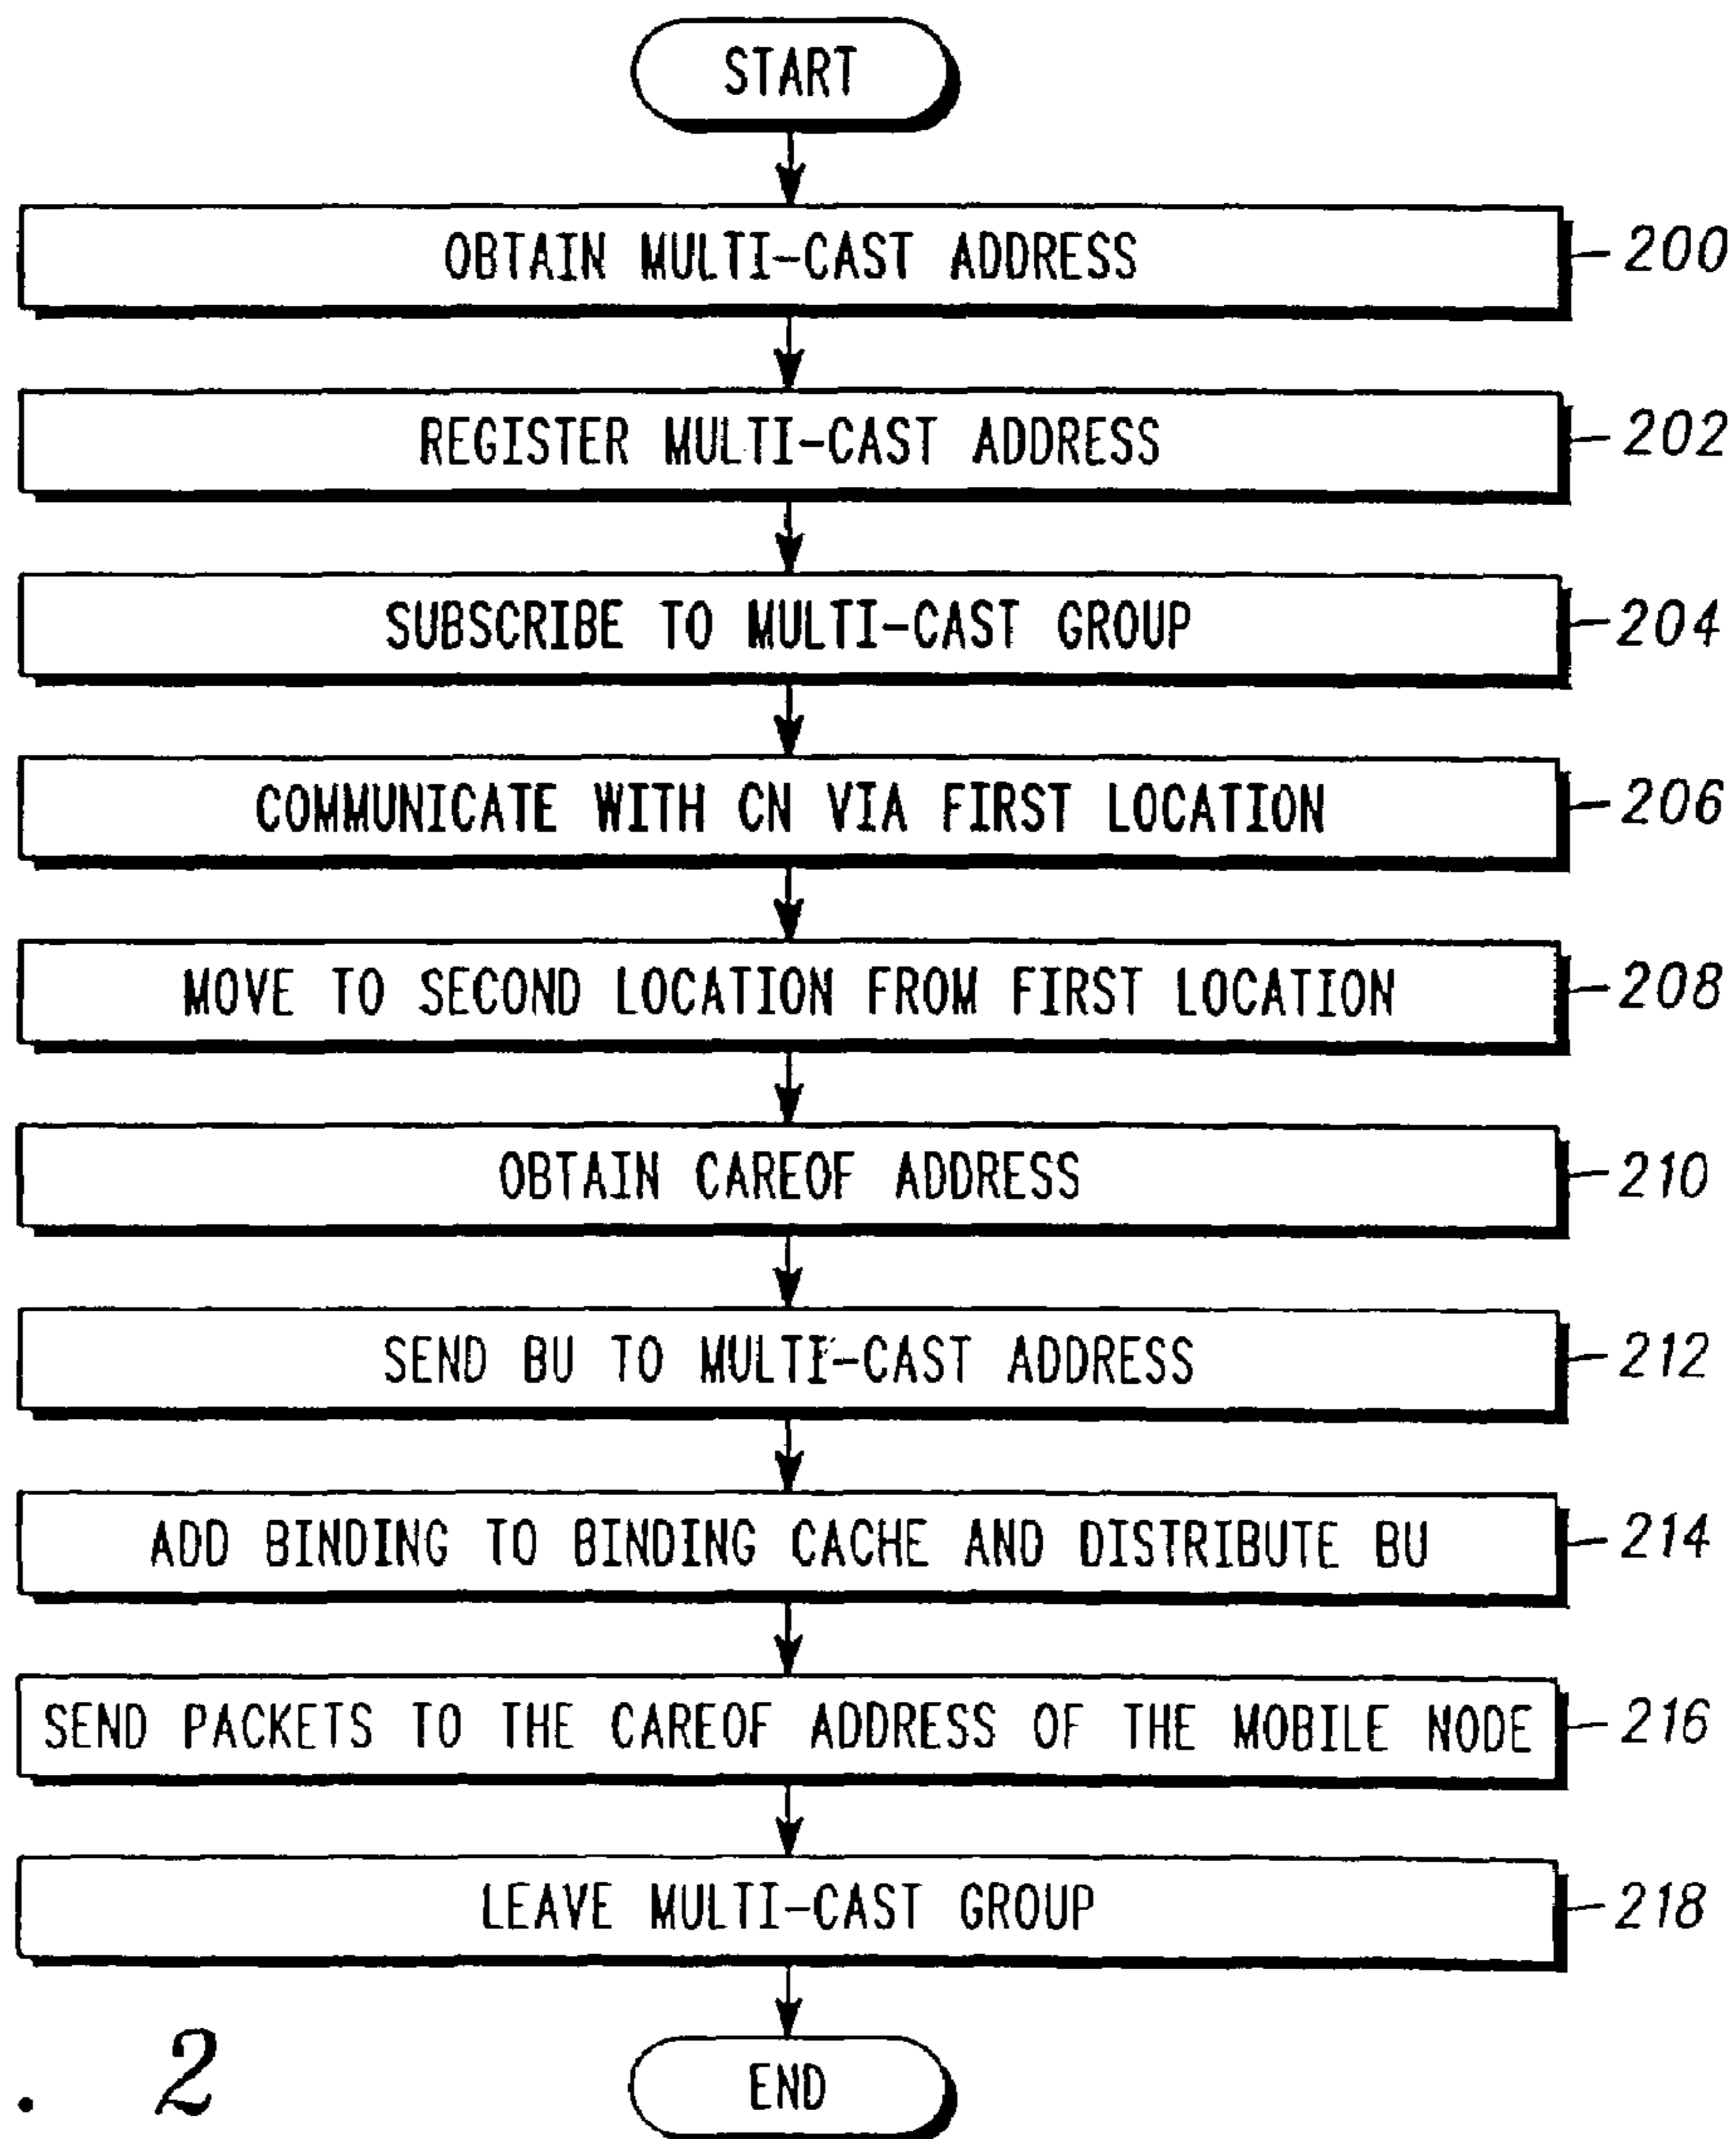 START
OBTAIN MULTI-CAST ADDRESS 200
REGISTER MULTI-CAST ADDRESS 202
SUBSCRIBE TO MULTI-CAST GROUP 204
COMMUNICATE WITH CN VIA FIRST LOCATION 206
MOVE TO SECOND LOCATION FROM FIRST LOCATION 208
OBTAIN CAREOF ADDRESS 210
SEND BU TO MULTI-CAST ADDRESS 212
ADD BINDING TO BINDING CACHE AND DISTRIBUTE BU 214
SEND PACKETS TO THE CAREOF ADDRESS OF THE MOBILE NODE 216
LEAVE MULTI-CAST GROUP 218
END
. 2